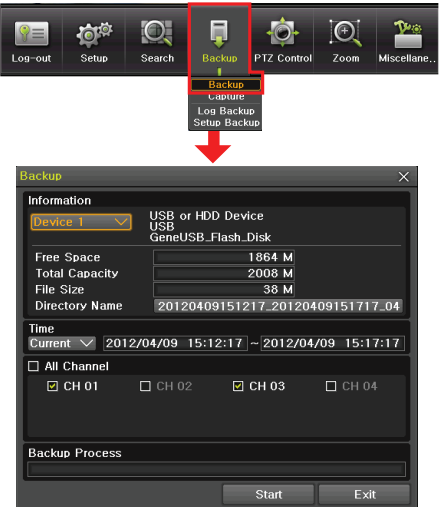 Log-out Setup Search Backup PTZ Control Zoom Miscellane..
Backup
Capture
Log Backup
Setup Backup
Backup
Information
Device 1
USB or HDD Device
USB
GeneUSB_Flash_Disk
Free Space 1864 M
Total Capacity 2008 M
File Size 38 M
Directory Name 20120409151217_20120409151717_04
Time
Current 2012/04/09 15:12:17 ~ 2012/04/09 15:17:17
All Channel
CH 01 CH 02 CH 03 CH 04
Backup Process
Start Exit